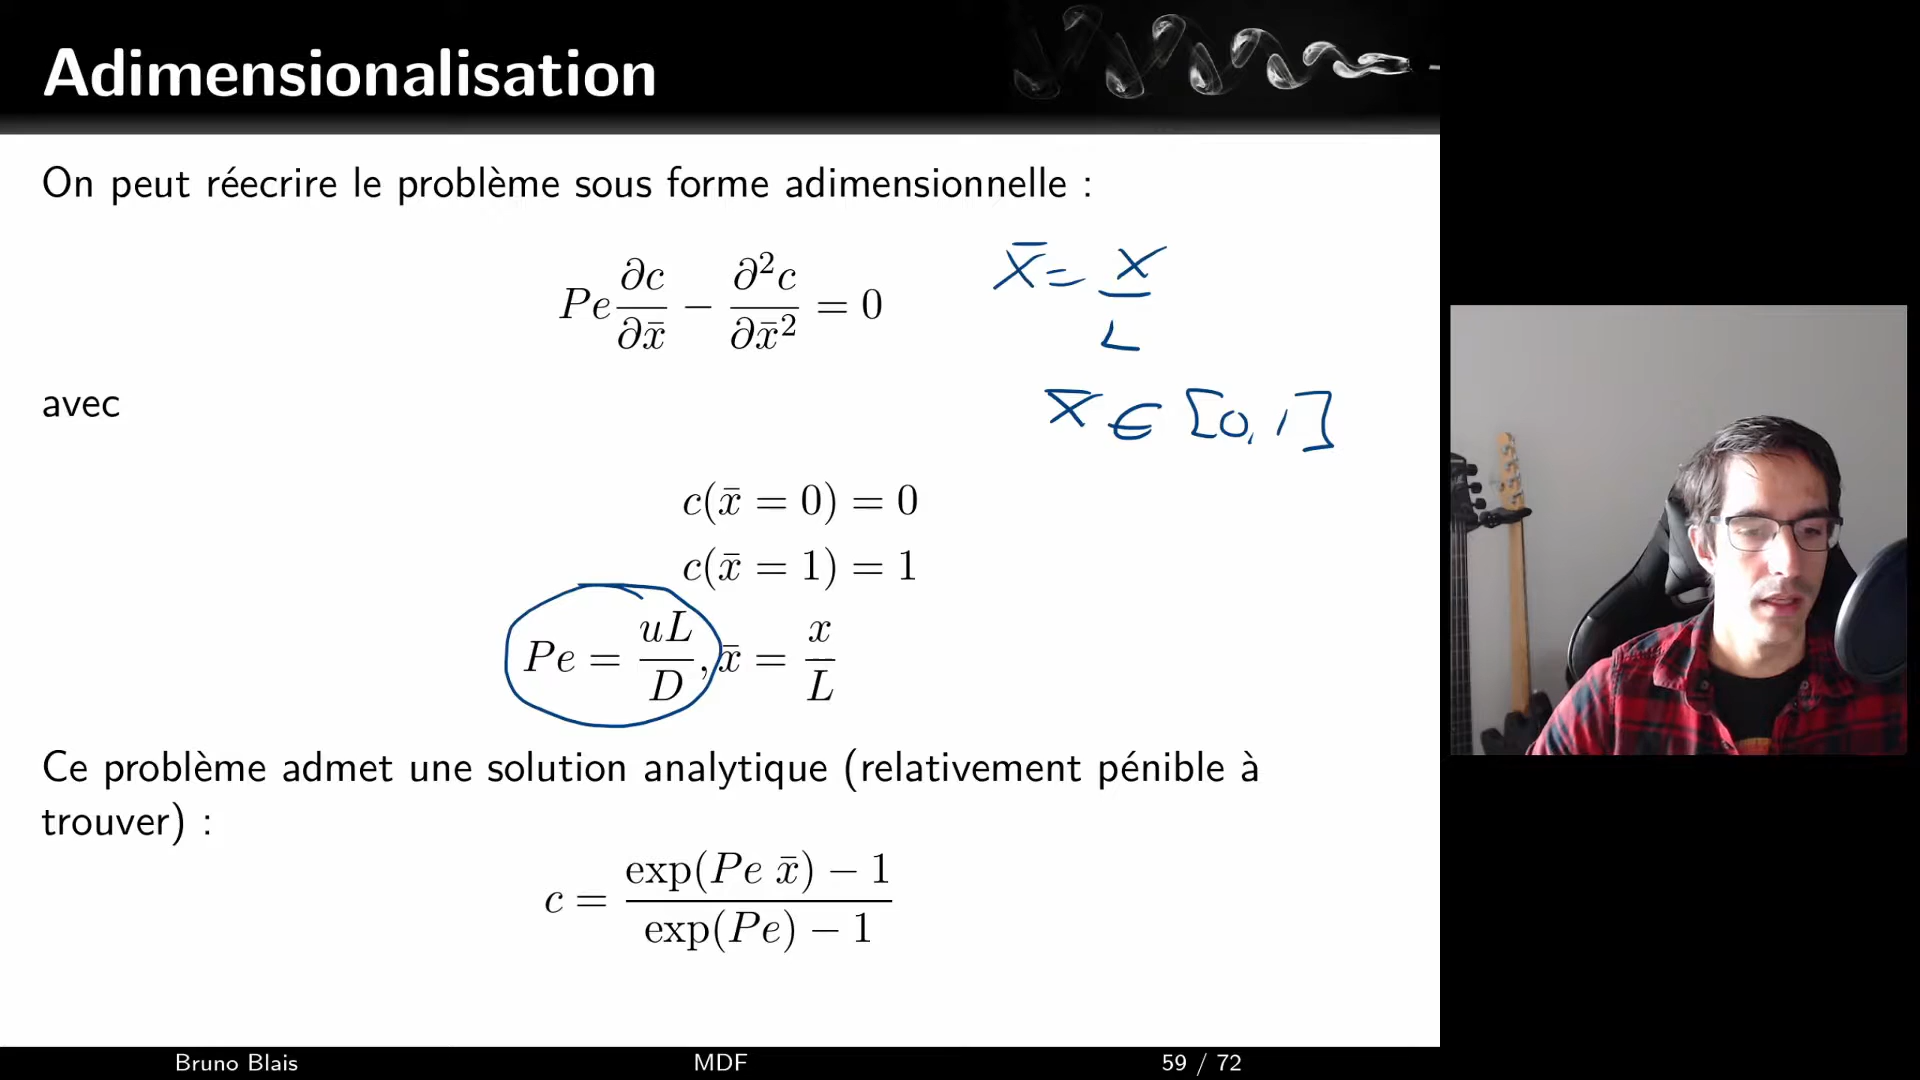 Adimensionalisation
On peut réecrire le problème sous forme adimensionnelle :
Pe ∂c/∂x̄ − ∂²c/∂x̄² = 0
x̄ = x/L
avec
x̄ ∈ [0,1]
c(x̄ = 0) = 0
c(x̄ = 1) = 1
Pe = uL/D, x̄ = x/L
Ce problème admet une solution analytique (relativement pénible à
trouver) :
c = exp(Pe x̄) − 1 / exp(Pe) − 1
Bruno Blais MDF 59 / 72